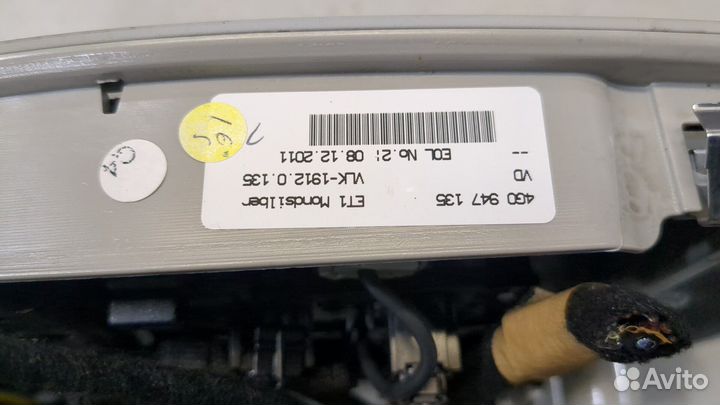 4G0 947 135 ET1 Mondsilber
VD VLK-1912.0.135
-- EOL No.2: 08.12.2011
Avito